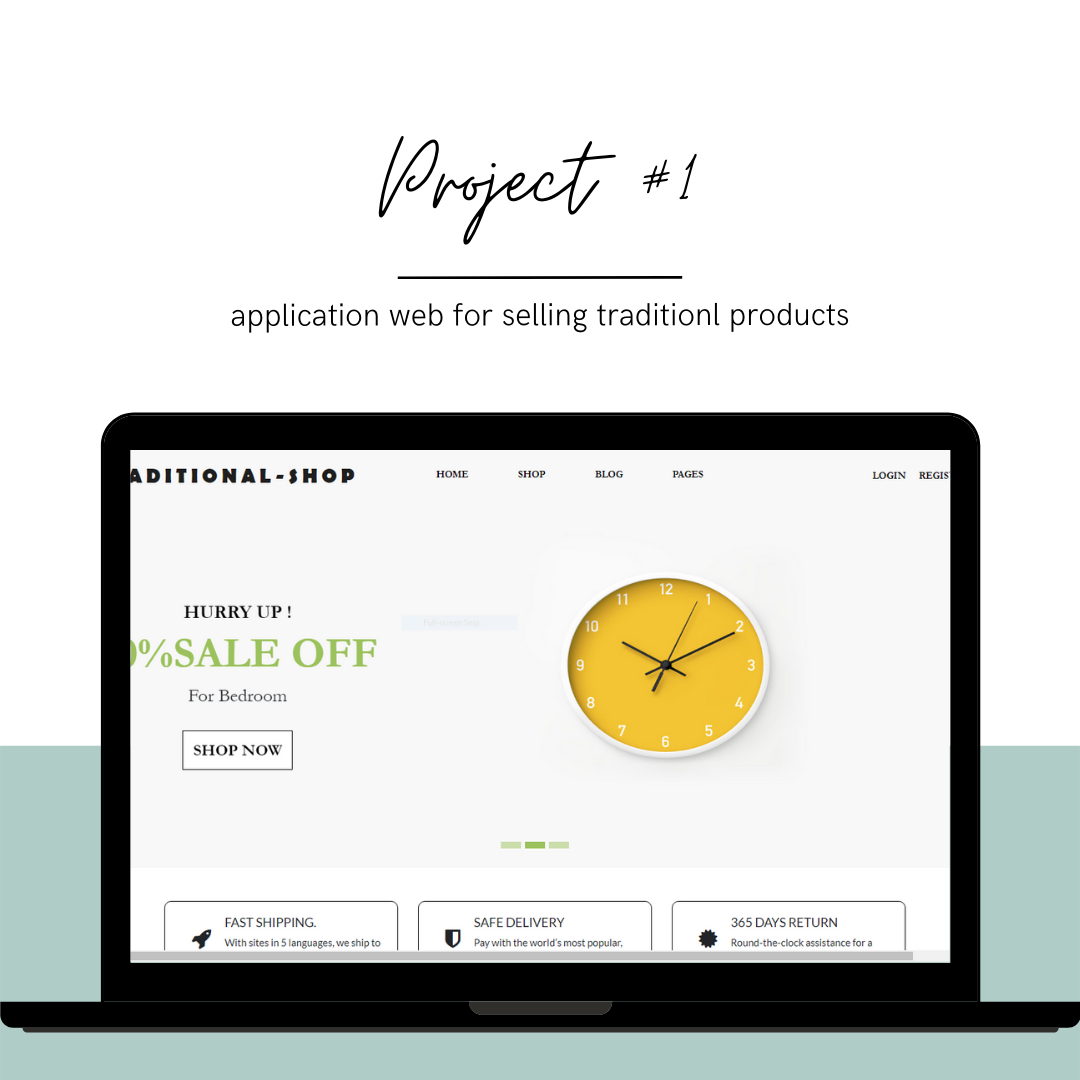 Project #1
application web for selling traditionl products
ADITIONAL-SHOP HOME SHOP BLOG PAGES LOGIN REGIS
HURRY UP !
0%SALE OFF
For Bedroom
SHOP NOW
12
11 1
10 2
9 3
8 4
7 5
6
FAST SHIPPING. SAFE DELIVERY 365 DAYS RETURN
With sites in 5 languages, we ship to Pay with the world's most popular, Round-the-clock assistance for a